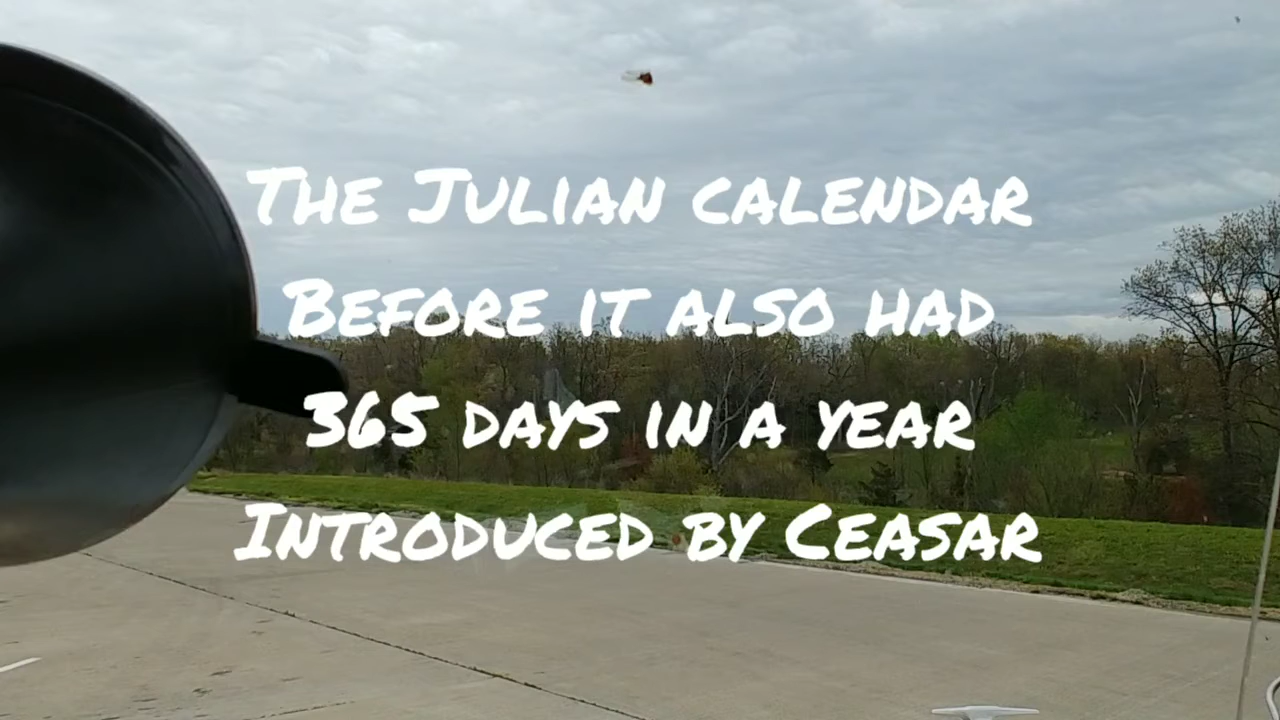 The Julian calendar
Before it also had
365 days in a year
Introduced by Ceasar